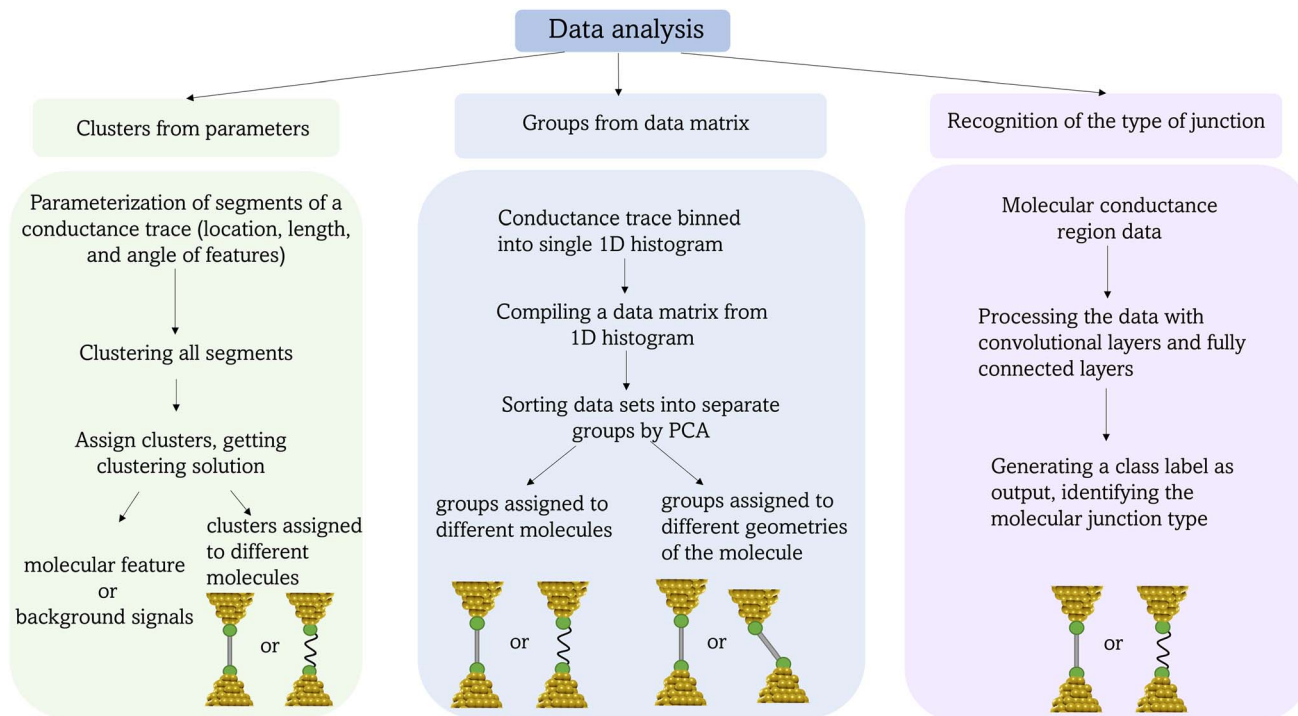 Data analysis
Clusters from parameters
Parameterization of segments of a
conductance trace (location, length,
and angle of features)
Clustering all segments
Assign clusters, getting
clustering solution
molecular feature
or
background signals
clusters assigned
to different
molecules
or
Groups from data matrix
Conductance trace binned
into single 1D histogram
Compiling a data matrix from
1D histogram
Sorting data sets into separate
groups by PCA
groups assigned to
different molecules
or
groups assigned to
different geometries
of the molecule
or
Recognition of the type of junction
Molecular conductance
region data
Processing the data with
convolutional layers and fully
connected layers
Generating a class label as
output, identifying the
molecular junction type
or